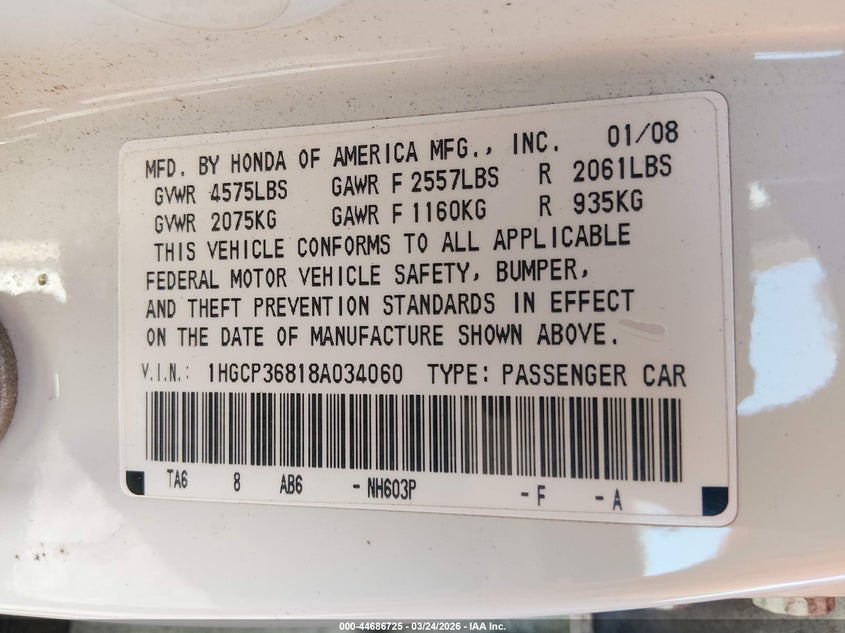 MFD. BY HONDA OF AMERICA MFG., INC. 01/08
GVWR 4575LBS GAWR F 2557LBS R 2061LBS
GVWR 2075KG GAWR F 1160KG R 935KG
THIS VEHICLE CONFORMS TO ALL APPLICABLE
FEDERAL MOTOR VEHICLE SAFETY, BUMPER,
AND THEFT PREVENTION STANDARDS IN EFFECT
ON THE DATE OF MANUFACTURE SHOWN ABOVE.
V.I.N.: 1HGCP36818A034060 TYPE: PASSENGER CAR
TA6 8 AB6 - NH603P - F - A
000-44686725 - 03/24/2026 - IAA Inc.